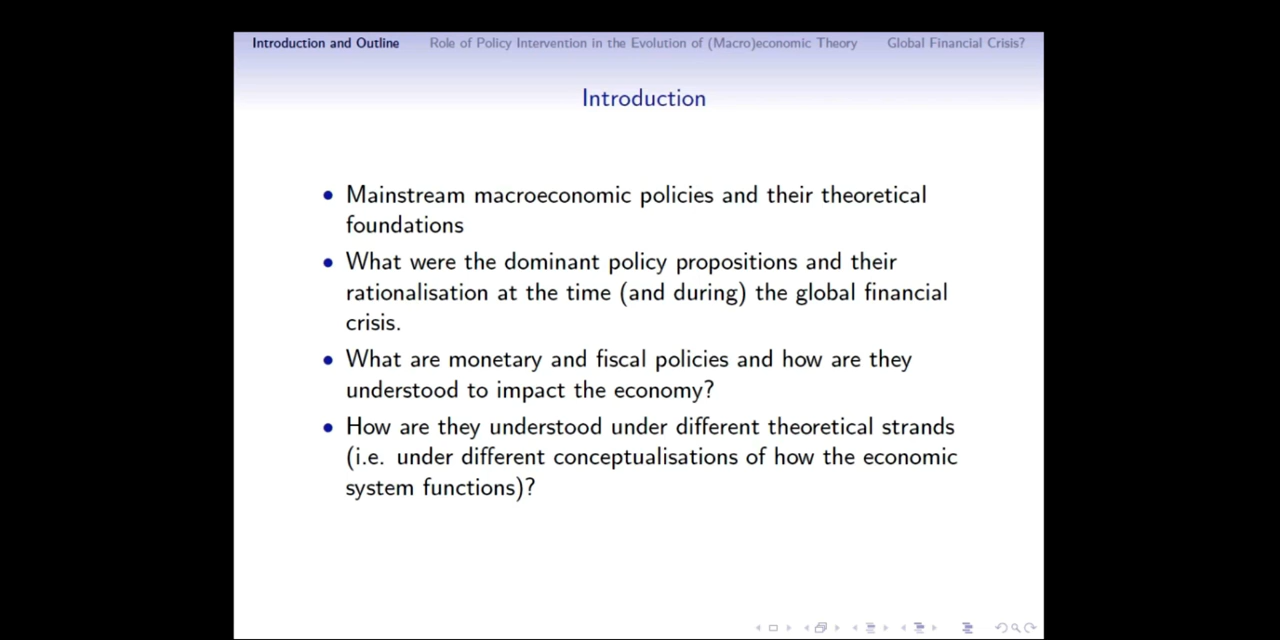 Introduction and Outline Role of Policy Intervention in the Evolution of (Macro)economic Theory Global Financial Crisis?
Introduction
• Mainstream macroeconomic policies and their theoretical
foundations
• What were the dominant policy propositions and their
rationalisation at the time (and during) the global financial
crisis.
• What are monetary and fiscal policies and how are they
understood to impact the economy?
• How are they understood under different theoretical strands
(i.e. under different conceptualisations of how the economic
system functions)?